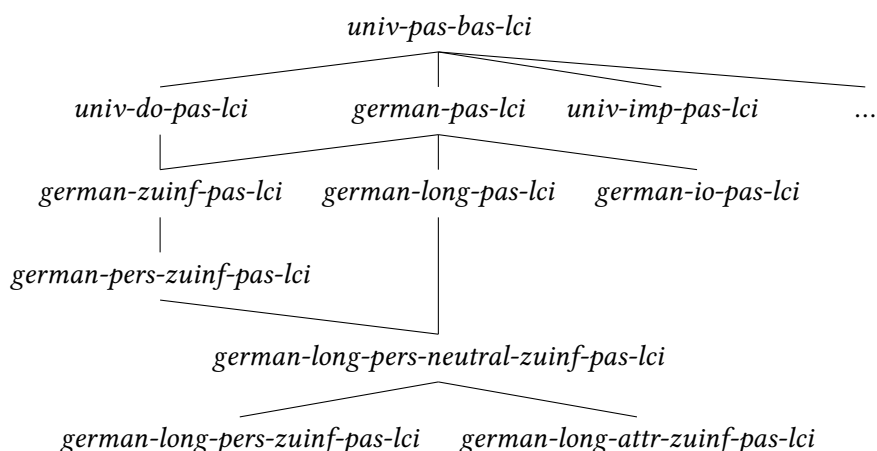 univ-pas-bas-lci
univ-do-pas-lci german-pas-lci univ-imp-pas-lci ...
german-zuinf-pas-lci german-long-pas-lci german-io-pas-lci
german-pers-zuinf-pas-lci
german-long-pers-neutral-zuinf-pas-lci
german-long-pers-zuinf-pas-lci german-long-attr-zuinf-pas-lci